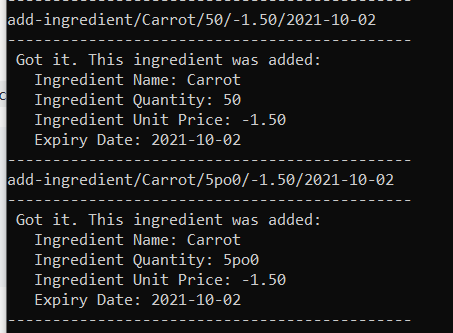 ---------------------------------------------
add-ingredient/Carrot/50/-1.50/2021-10-02
---------------------------------------------
Got it. This ingredient was added:
Ingredient Name: Carrot
Ingredient Quantity: 50
Ingredient Unit Price: -1.50
Expiry Date: 2021-10-02
---------------------------------------------
add-ingredient/Carrot/5po0/-1.50/2021-10-02
---------------------------------------------
Got it. This ingredient was added:
Ingredient Name: Carrot
Ingredient Quantity: 5po0
Ingredient Unit Price: -1.50
Expiry Date: 2021-10-02
---------------------------------------------